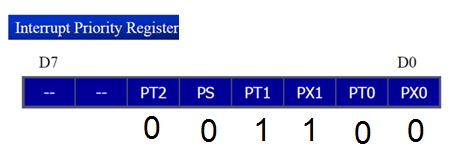 Interrupt Priority Register
D7 D0
-- -- PT2 PS PT1 PX1 PT0 PX0
0 0 1 1 0 0